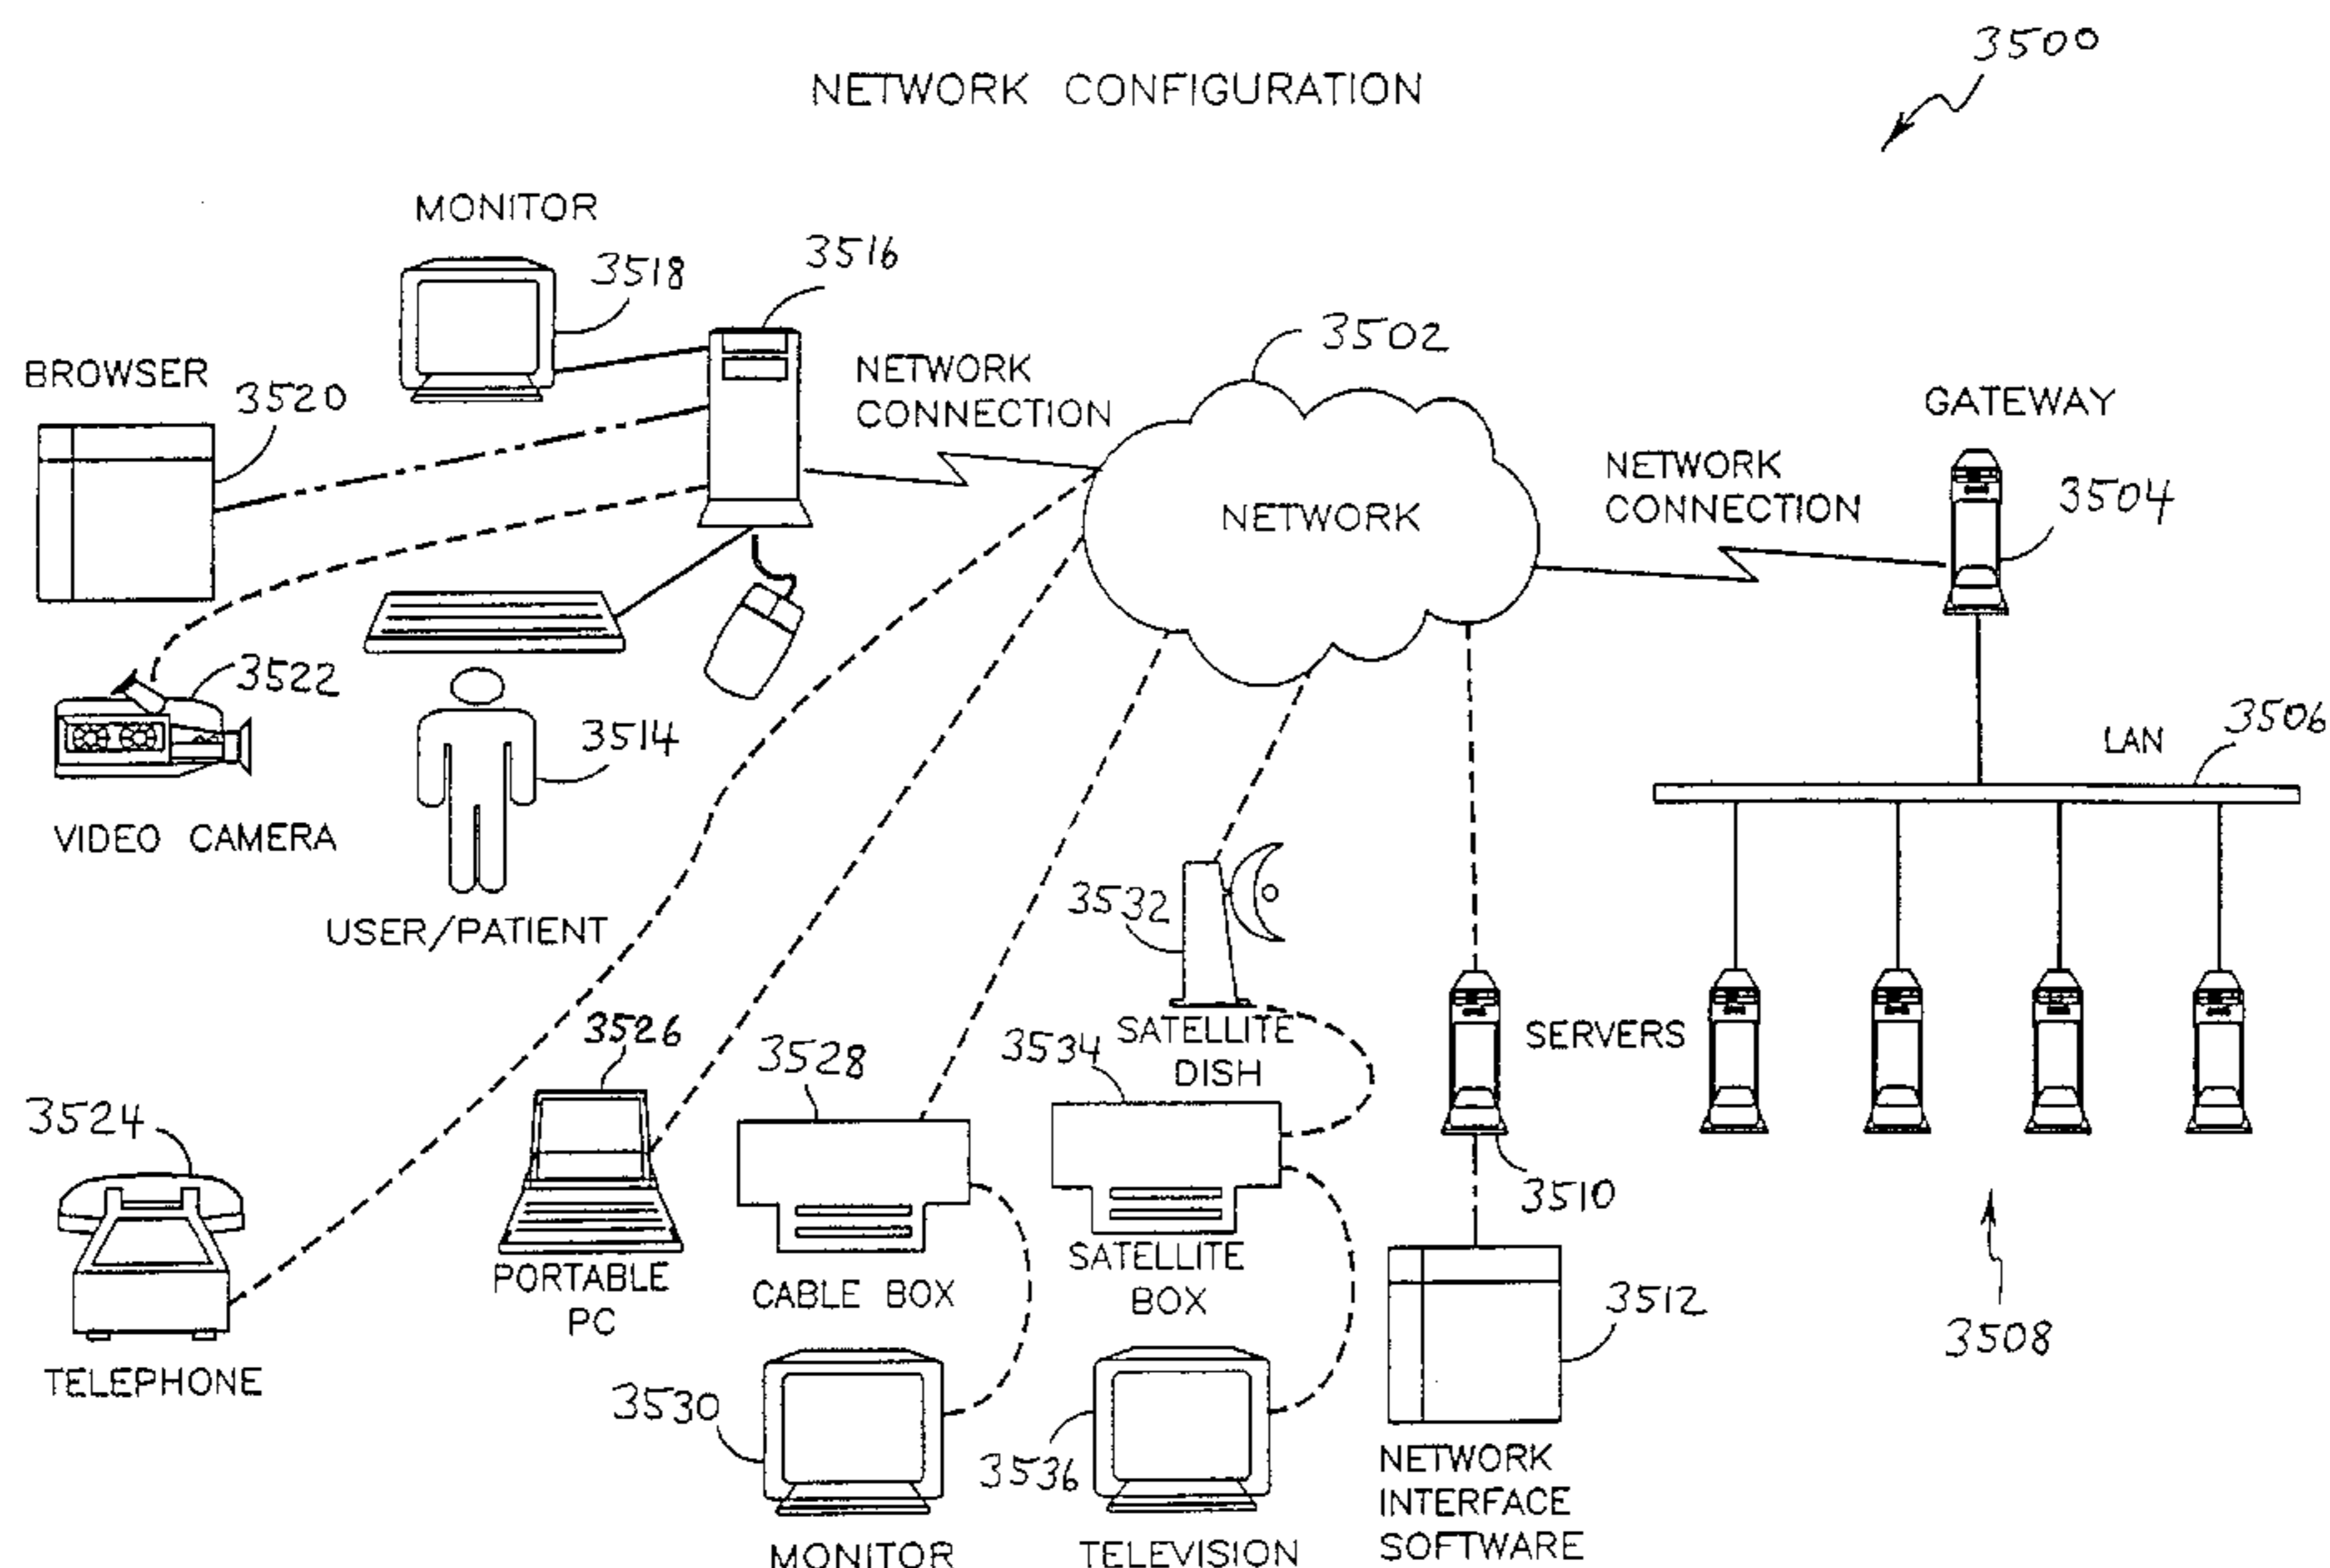 3500
NETWORK CONFIGURATION
MONITOR
3518
3516
BROWSER
3520
NETWORK
CONNECTION
3502
NETWORK
NETWORK
CONNECTION
GATEWAY
3504
3522
VIDEO CAMERA
3514
USER/PATIENT
LAN
3506
3532
SATELLITE
DISH
SERVERS
3510
3508
3524
TELEPHONE
3526
PORTABLE
PC
3528
CABLE BOX
3534
SATELLITE
BOX
3512
NETWORK
INTERFACE
SOFTWARE
3530
MONITOR
3536
TELEVISION